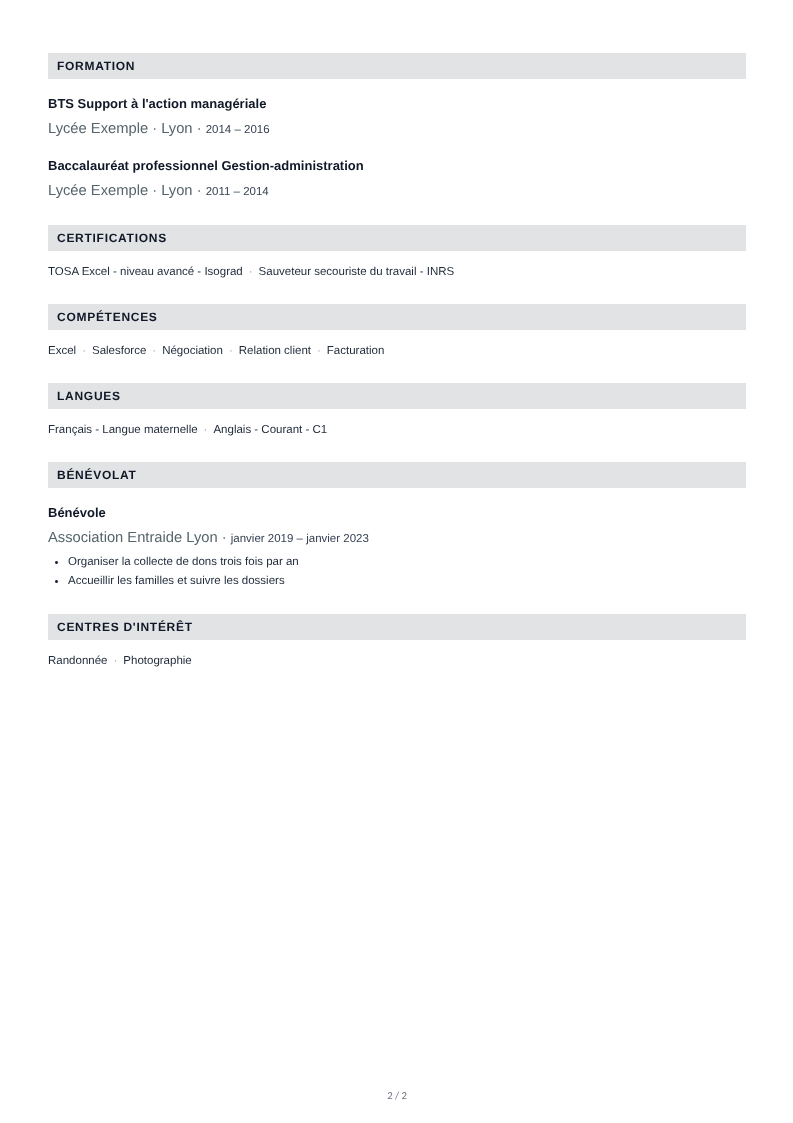 FORMATION
BTS Support à l'action managériale
Lycée Exemple · Lyon · 2014 – 2016
Baccalauréat professionnel Gestion-administration
Lycée Exemple · Lyon · 2011 – 2014
CERTIFICATIONS
TOSA Excel - niveau avancé - Isograd · Sauveteur secouriste du travail - INRS
COMPÉTENCES
Excel · Salesforce · Négociation · Relation client · Facturation
LANGUES
Français - Langue maternelle · Anglais - Courant - C1
BÉNÉVOLAT
Bénévole
Association Entraide Lyon · janvier 2019 – janvier 2023
• Organiser la collecte de dons trois fois par an
• Accueillir les familles et suivre les dossiers
CENTRES D'INTÉRÊT
Randonnée · Photographie
2 / 2